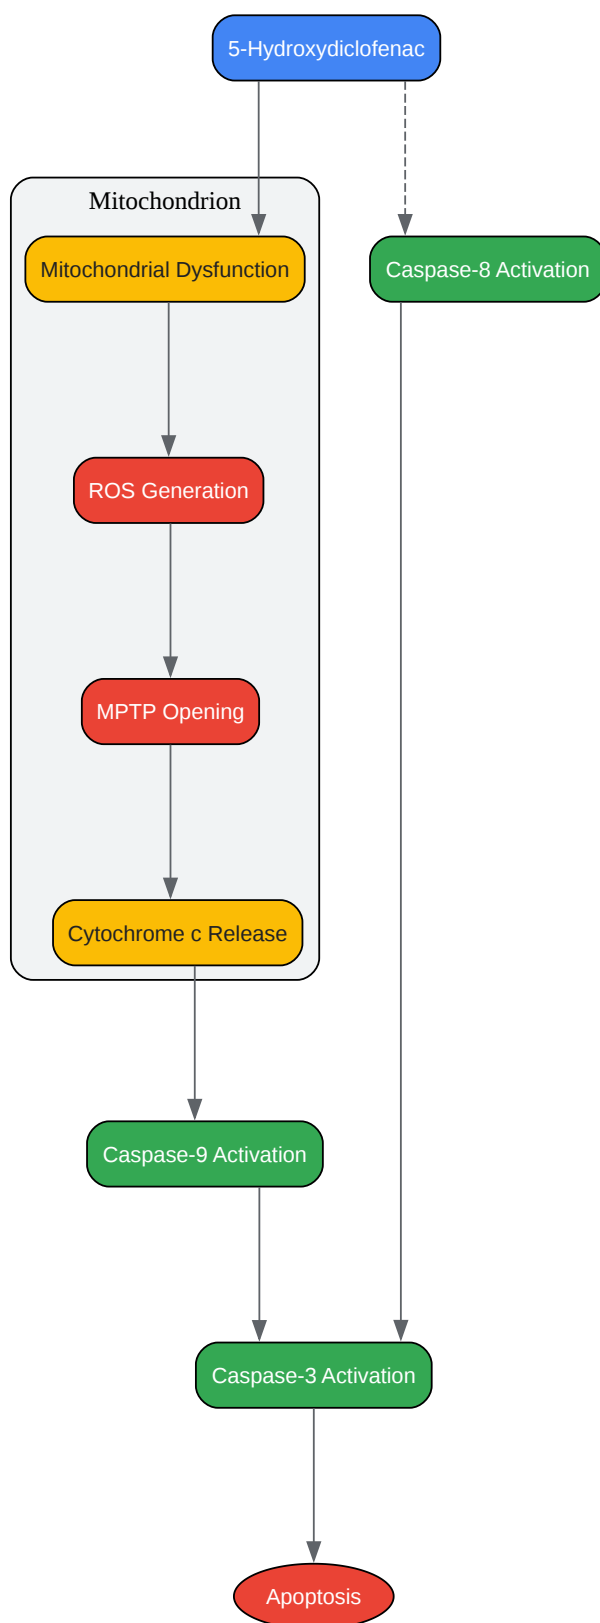 5-Hydroxydiclofenac
Mitochondrion
Mitochondrial Dysfunction
Caspase-8 Activation
ROS Generation
MPTP Opening
Cytochrome c Release
Caspase-9 Activation
Caspase-3 Activation
Apoptosis